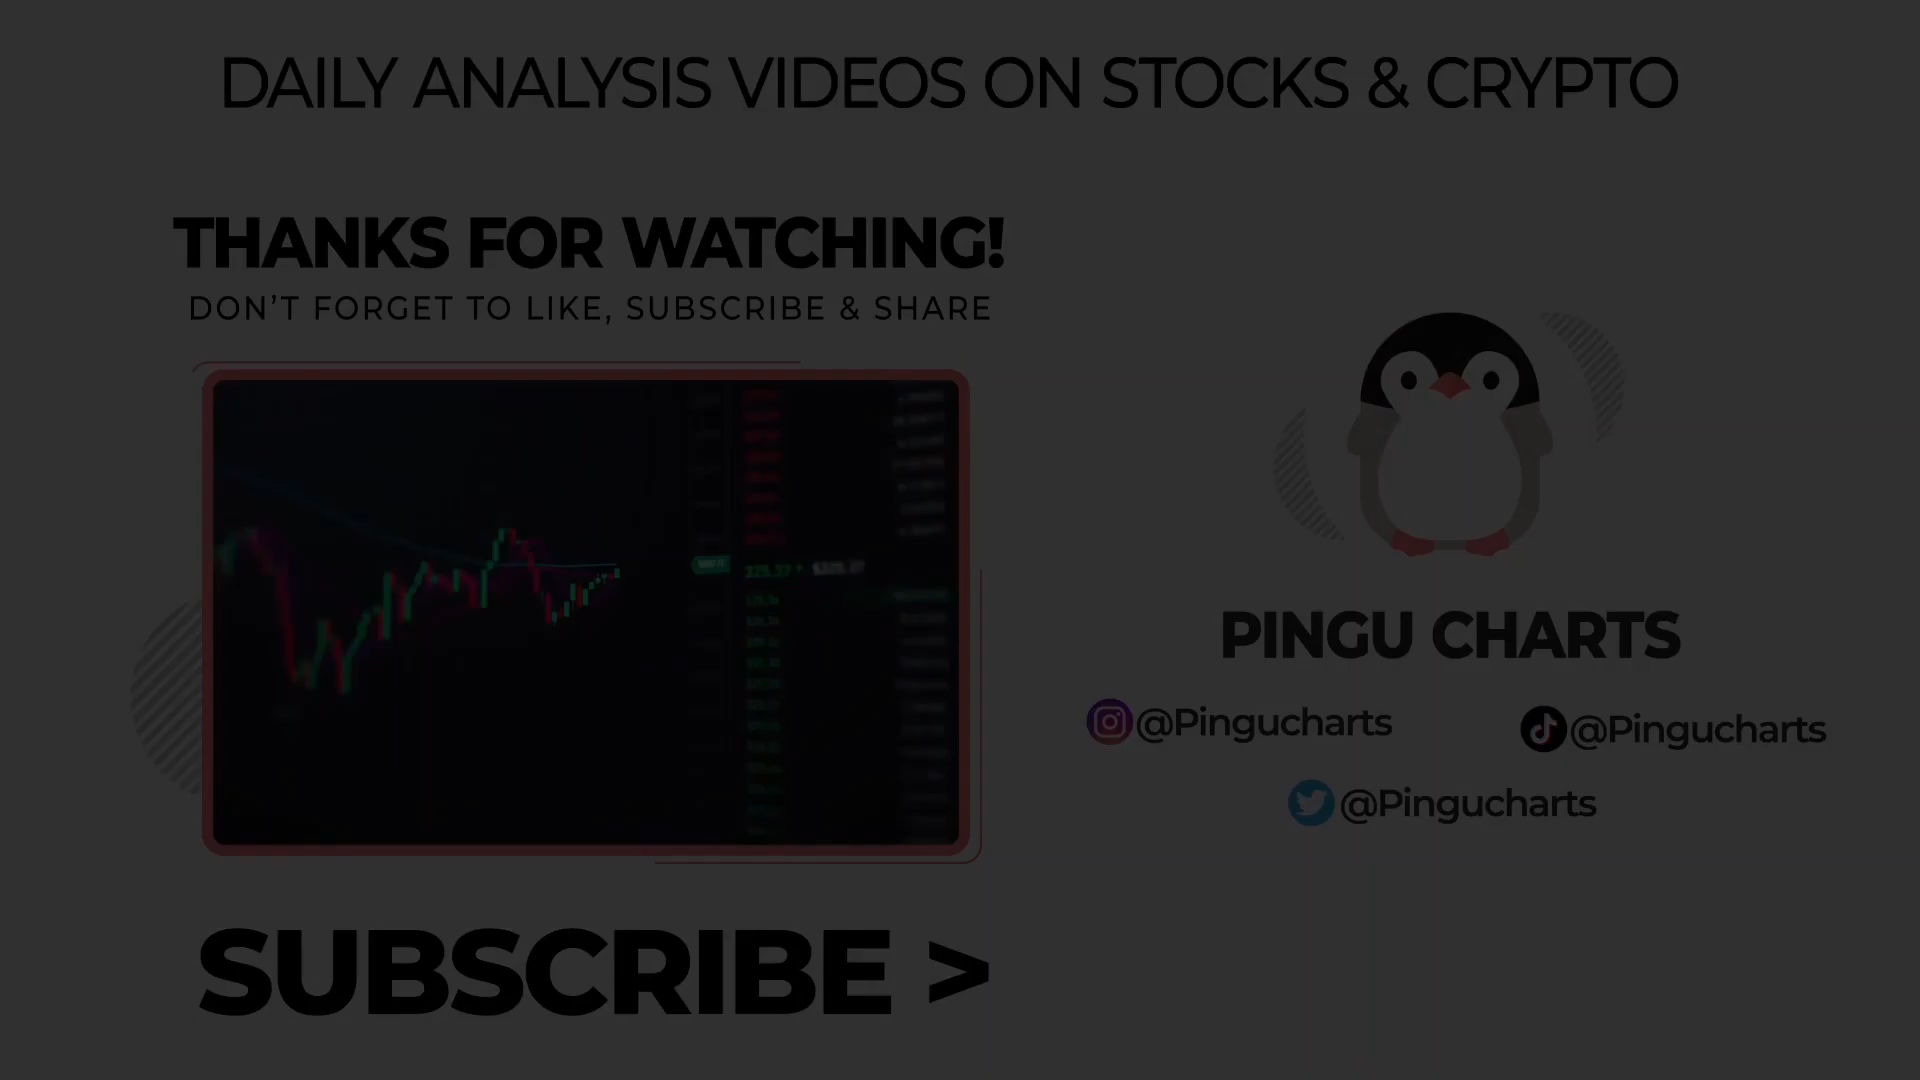 DAILY ANALYSIS VIDEOS ON STOCKS & CRYPTO
THANKS FOR WATCHING!
DON'T FORGET TO LIKE, SUBSCRIBE & SHARE
PINGU CHARTS
@Pingucharts
@Pingucharts
@Pingucharts
SUBSCRIBE >